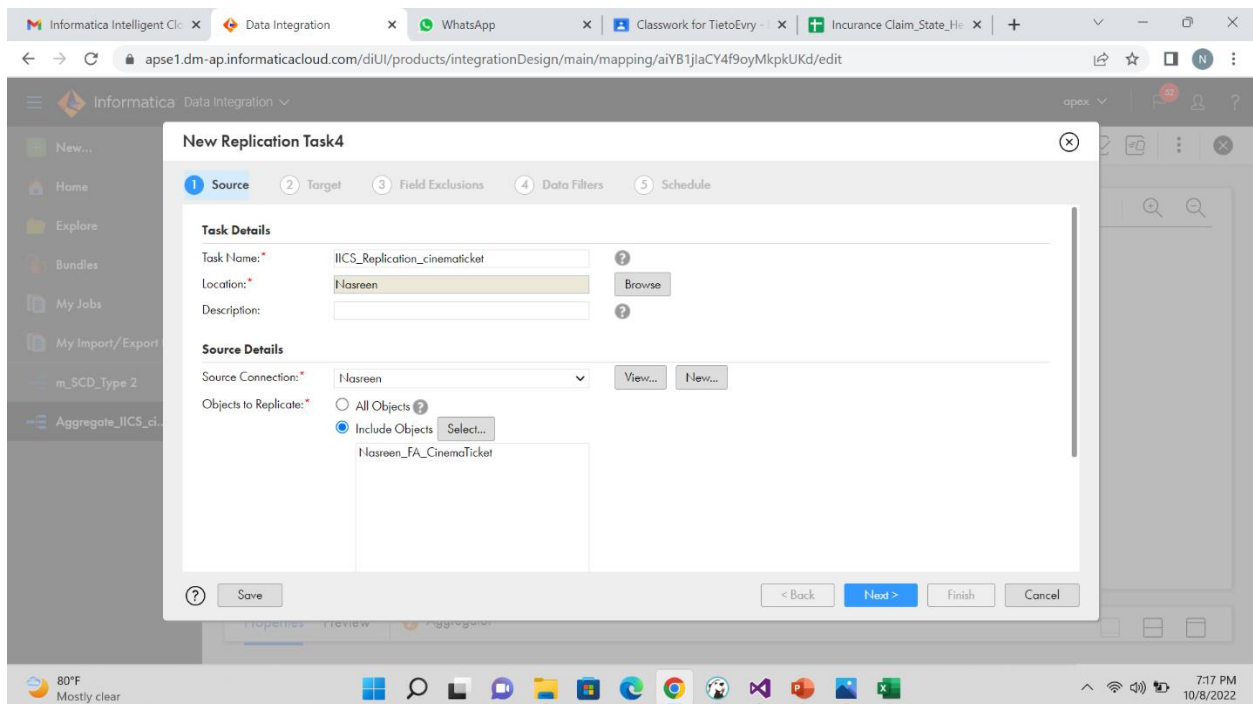 Informatica Intelligent Clo
Data Integration
WhatsApp
Classwork for TietoEvry -
Incurance Claim_State_He
apse1.dm-ap.informaticacloud.com/diUI/products/integrationDesign/main/mapping/aiYB1jIaCY4f9oyMkpkUKd/edit
N
Informatica Data Integration
apex
52
?
New...
Home
Explore
Bundles
My Jobs
My Import/Export
m_SCD_Type 2
Aggregate_IICS_ci...
New Replication Task4
1 Source 2 Target 3 Field Exclusions 4 Data Filters 5 Schedule
Task Details
Task Name:* IICS_Replication_cinematicket ?
Location:* Nasreen Browse
Description: ?
Source Details
Source Connection:* Nasreen View... New...
Objects to Replicate:* All Objects ?
Include Objects Select...
Nasreen_FA_CinemaTicket
? Save < Back Next > Finish Cancel
Properties Preview Aggregator
80°F
Mostly clear
7:17 PM
10/8/2022